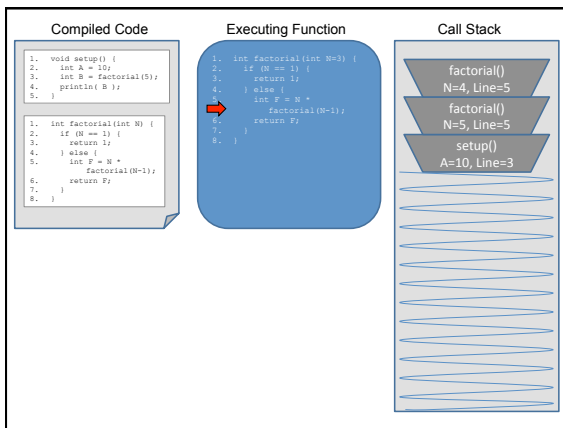 Compiled Code
1. void setup() {
2. int A = 10;
3. int B = factorial(5);
4. println( B );
5. }
1. int factorial(int N) {
2. if (N == 1) {
3. return 1;
4. } else {
5. int F = N *
factorial(N-1);
6. return F;
7. }
8. }
Executing Function
1. int factorial(int N=3) {
2. if (N == 1) {
3. return 1;
4. } else {
5. int F = N *
factorial(N-1);
6. return F;
7. }
8. }
Call Stack
factorial()
N=4, Line=5
factorial()
N=5, Line=5
setup()
A=10, Line=3